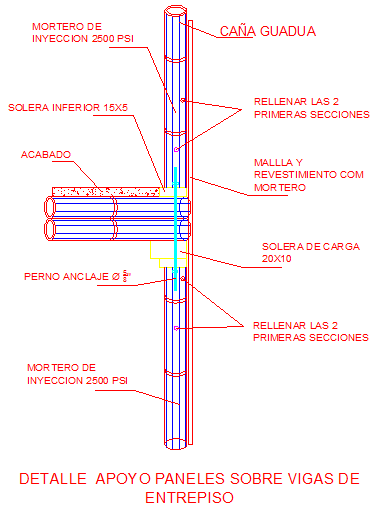 MORTERO DE
INYECCION 2500 PSI
CAÑA GUADUA
SOLERA INFERIOR 15X5
RELLENAR LAS 2
PRIMERAS SECCIONES
ACABADO
MALLLA Y
REVESTIMIENTO COM
MORTERO
SOLERA DE CARGA
20X10
PERNO ANCLAJE Ø
RELLENAR LAS 2
PRIMERAS SECCIONES
MORTERO DE
INYECCION 2500 PSI
DETALLE APOYO PANELES SOBRE VIGAS DE
ENTREPISO